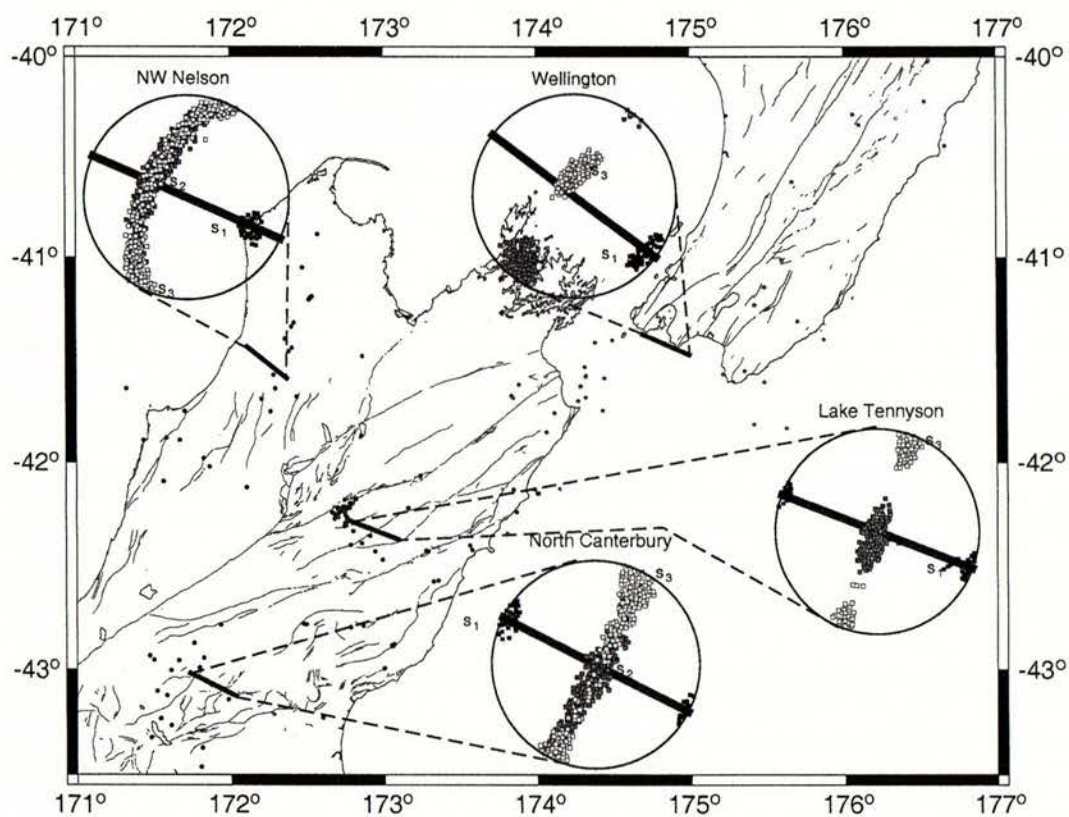 171° 172° 173° 174° 175° 176° 177°
-40° -40°
NW Nelson
Wellington
S2
S1
S3
S3
S1
-41° -41°
Lake Tennyson
S3
S1
-42° -42°
North Canterbury
S3
S1
S2
-43° -43°
171° 172° 173° 174° 175° 176° 177°